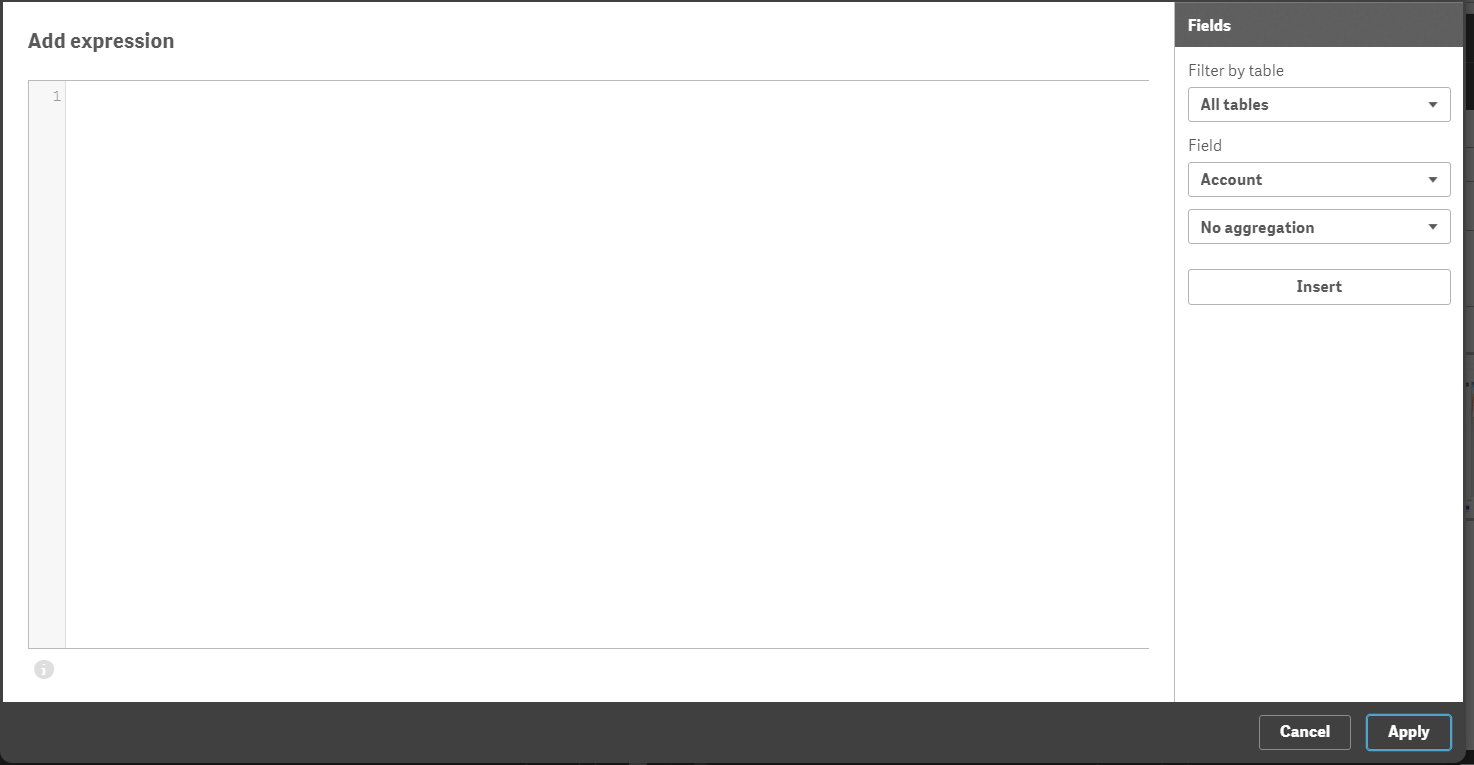 Add expression
1
Fields
Filter by table
All tables
Field
Account
No aggregation
Insert
i
Cancel
Apply